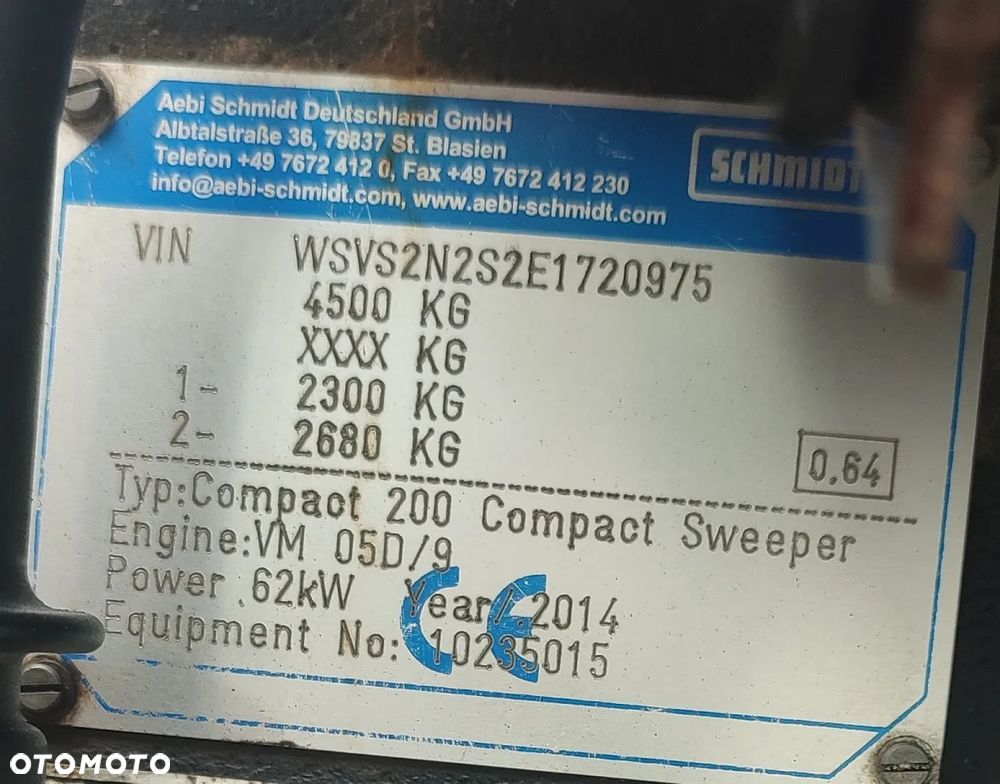 Aebi Schmidt Deutschland GmbH
Albtalstraße 36, 79837 St. Blasien
Telefon +49 7672 412 0, Fax +49 7672 412 230
info@aebi-schmidt.com, www.aebi-schmidt.com
SCHMIDT
VIN WSVS2N2S2E1720975
4500 KG
XXXX KG
1- 2300 KG
2- 2680 KG
0.64
Typ:Compact 200 Compact Sweeper
Engine:VM 05D/9
Power.62kW Year/.2014
Equipment No: 10235015
CE
OTOMOTO